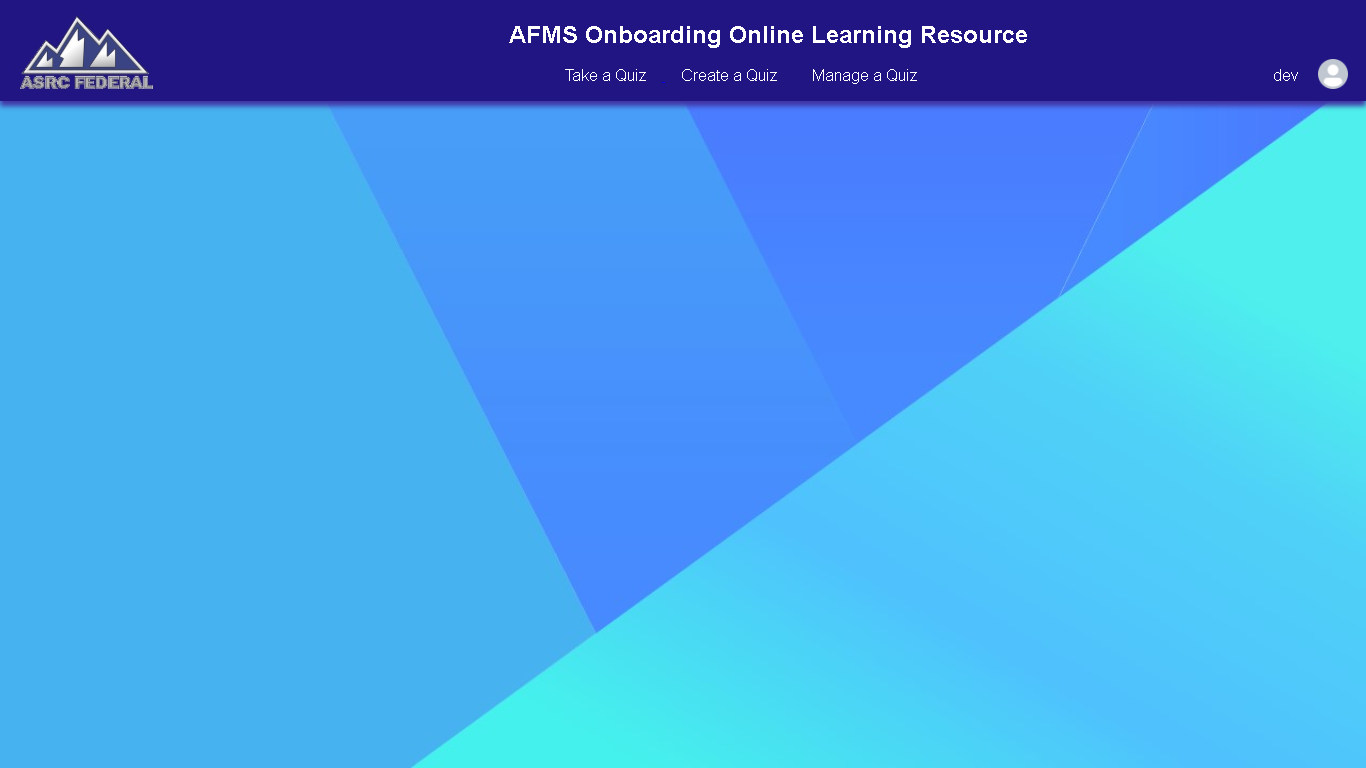 AFMS Onboarding Online Learning Resource
ASRC FEDERAL
Take a Quiz Create a Quiz Manage a Quiz dev